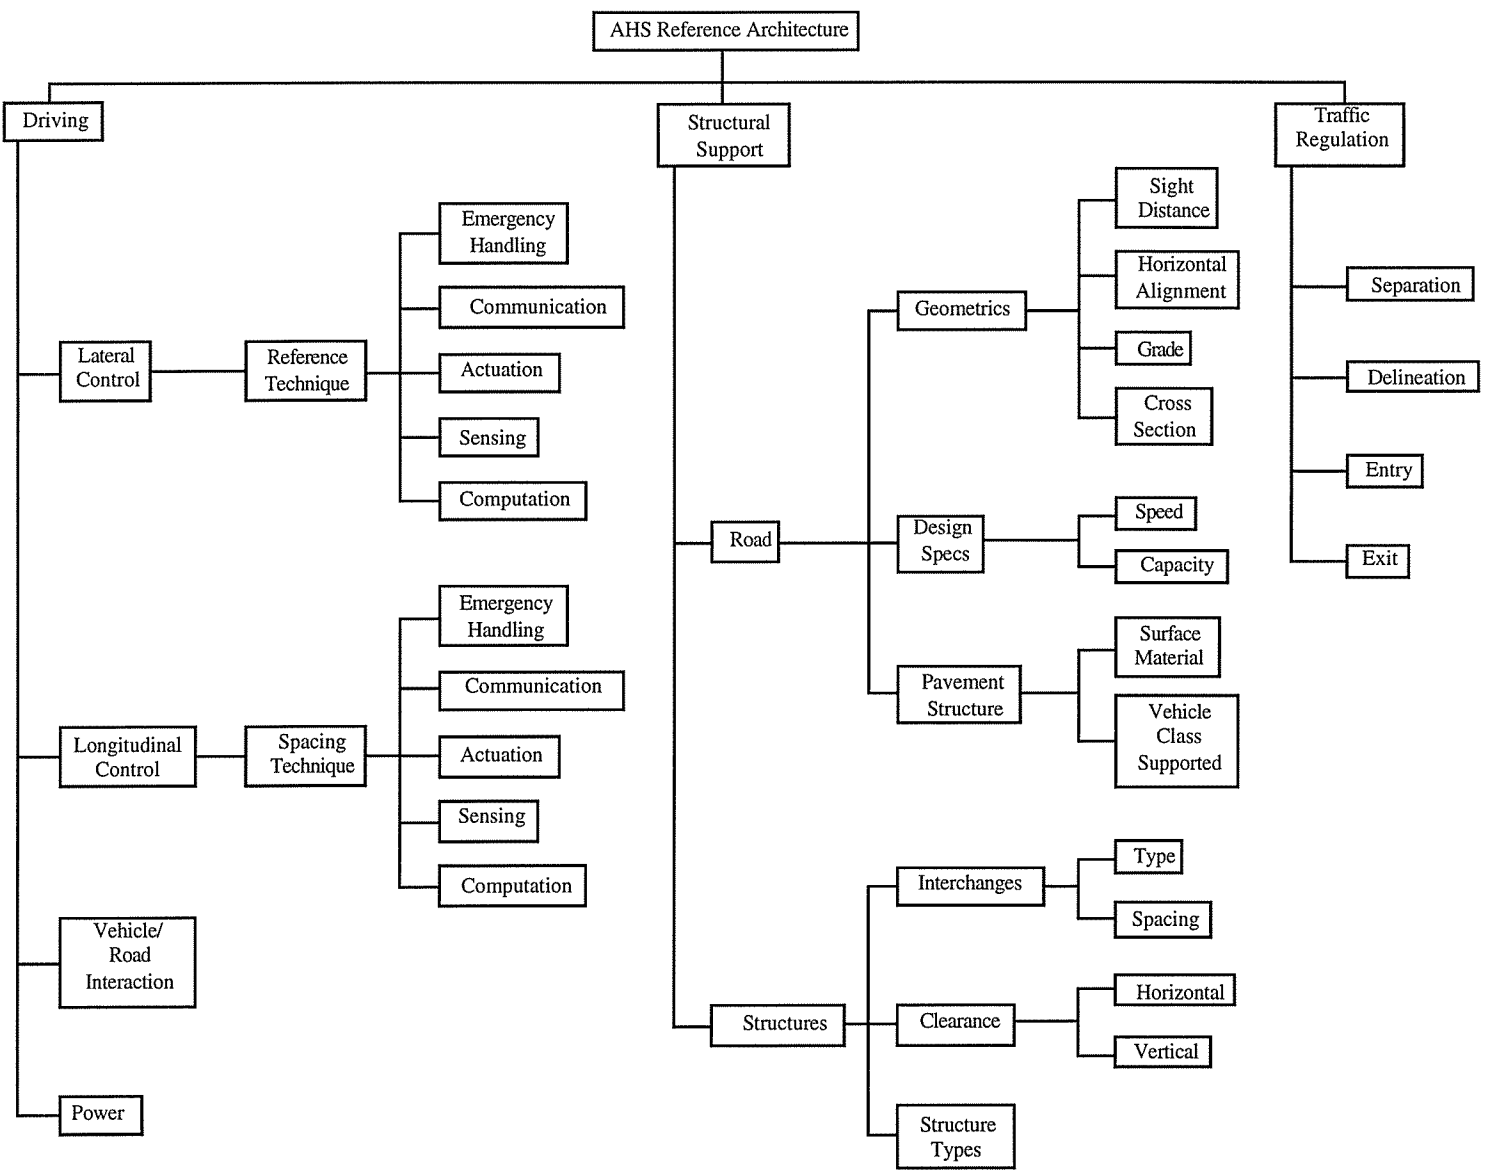 AHS Reference Architecture
Driving
Structural
Support
Traffic
Regulation
Emergency
Handling
Communication
Lateral
Control
Reference
Technique
Actuation
Sensing
Computation
Emergency
Handling
Communication
Longitudinal
Control
Spacing
Technique
Actuation
Sensing
Computation
Vehicle/
Road
Interaction
Power
Road
Geometrics
Sight
Distance
Horizontal
Alignment
Grade
Cross
Section
Design
Specs
Speed
Capacity
Pavement
Structure
Surface
Material
Vehicle
Class
Supported
Structures
Interchanges
Type
Spacing
Clearance
Horizontal
Vertical
Structure
Types
Separation
Delineation
Entry
Exit